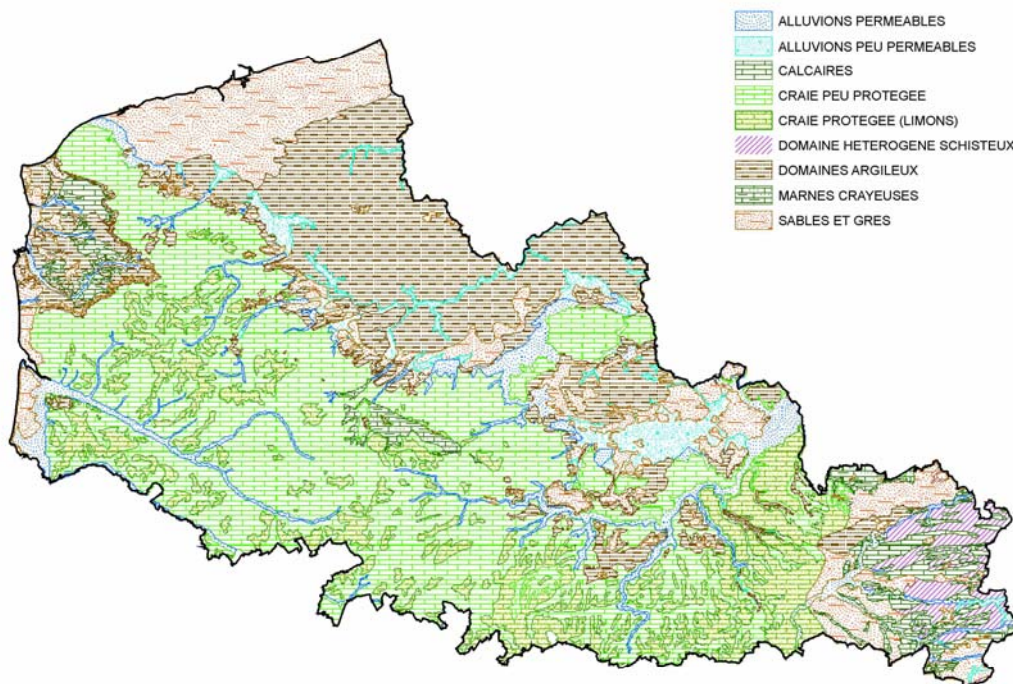 ALLUVIONS PERMEABLES
ALLUVIONS PEU PERMEABLES
CALCAIRES
CRAIE PEU PROTEGEE
CRAIE PROTEGEE (LIMONS)
DOMAINE HETEROGENE SCHISTEUX
DOMAINES ARGILEUX
MARNES CRAYEUSES
SABLES ET GRES